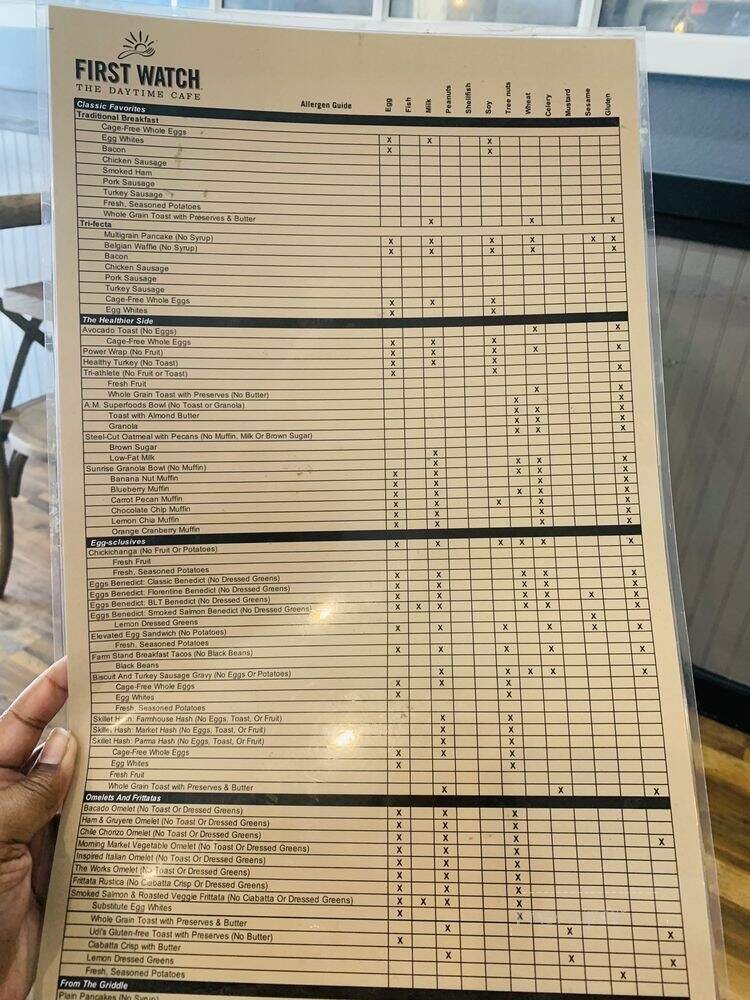 FIRST WATCH
THE DAYTIME CAFE
Allergen Guide
Egg
Fish
Milk
Peanuts
Shellfish
Soy
Tree nuts
Wheat
Celery
Mustard
Sesame
Gluten
Classic Favorites
Traditional Breakfast
Cage-Free Whole Eggs
Egg Whites x x x
Bacon x x
Chicken Sausage
Smoked Ham
Pork Sausage
Turkey Sausage
Fresh, Seasoned Potatoes
Whole Grain Toast with Preserves & Butter x x x
Tri-fecta
Multigrain Pancake (No Syrup) x x x x x x
Belgian Waffle (No Syrup) x x x x x
Bacon
Chicken Sausage
Pork Sausage
Turkey Sausage
Cage-Free Whole Eggs x x x
Egg Whites x x
The Healthier Side
Avocado Toast (No Eggs) x x
Cage-Free Whole Eggs x x x
Power Wrap (No Fruit) x x x x x
Healthy Turkey (No Toast) x x x
Tri-athlete (No Fruit or Toast) x x x
Fresh Fruit
Whole Grain Toast with Preserves (No Butter) x x
A.M. Superfoods Bowl (No Toast or Granola) x x
Toast with Almond Butter x x x
Granola x x x
Steel-Cut Oatmeal with Pecans (No Muffin, Milk Or Brown Sugar) x x
Brown Sugar
Low-Fat Milk x
Sunrise Granola Bowl (No Muffin) x x x
Banana Nut Muffin x x x x x
Blueberry Muffin x x x x
Carrot Pecan Muffin x x x x x
Chocolate Chip Muffin x x x x x
Lemon Chia Muffin x x x x
Orange Cranberry Muffin x x x x
Egg-sclusives
Chickichanga (No Fruit Or Potatoes) x x x x x x
Fresh Fruit
Fresh, Seasoned Potatoes
Eggs Benedict: Classic Benedict (No Dressed Greens) x x x x x
Eggs Benedict: Florentine Benedict (No Dressed Greens) x x x x x
Eggs Benedict: BLT Benedict (No Dressed Greens) x x x x x x
Eggs Benedict: Smoked Salmon Benedict (No Dressed Greens) x x x x x x
Lemon Dressed Greens x
Elevated Egg Sandwich (No Potatoes) x x x x x x
Fresh, Seasoned Potatoes
Farm Stand Breakfast Tacos (No Black Beans) x x x x x
Black Beans
Biscuit And Turkey Sausage Gravy (No Eggs Or Potatoes) x x x x x
Cage-Free Whole Eggs x x x
Egg Whites x x
Fresh, Seasoned Potatoes
Skillet Hash: Farmhouse Hash (No Eggs, Toast, Or Fruit) x x
Skillet Hash: Market Hash (No Eggs, Toast, Or Fruit) x x
Skillet Hash: Parma Hash (No Eggs, Toast, Or Fruit) x x
Cage-Free Whole Eggs x x x
Egg Whites x x
Fresh Fruit
Whole Grain Toast with Preserves & Butter x x x
Omelets And Frittatas
Bacado Omelet (No Toast Or Dressed Greens) x x x
Ham & Gruyere Omelet (No Toast Or Dressed Greens) x x x
Chile Chorizo Omelet (No Toast Or Dressed Greens) x x x x
Morning Market Vegetable Omelet (No Toast Or Dressed Greens) x x x
Inspired Italian Omelet (No Toast Or Dressed Greens) x x x
The Works Omelet (No Toast Or Dressed Greens) x x x
Frittata Rustica (No Ciabatta Crisp Or Dressed Greens) x x x
Smoked Salmon & Roasted Veggie Frittata (No Ciabatta Or Dressed Greens) x x x x
Substitute Egg Whites x x
Whole Grain Toast with Preserves & Butter x x x
Udi's Gluten-free Toast with Preserves (No Butter) x
Ciabatta Crisp with Butter x x x
Lemon Dressed Greens x
Fresh, Seasoned Potatoes
From The Griddle
Plain Pancakes (No Syrup)